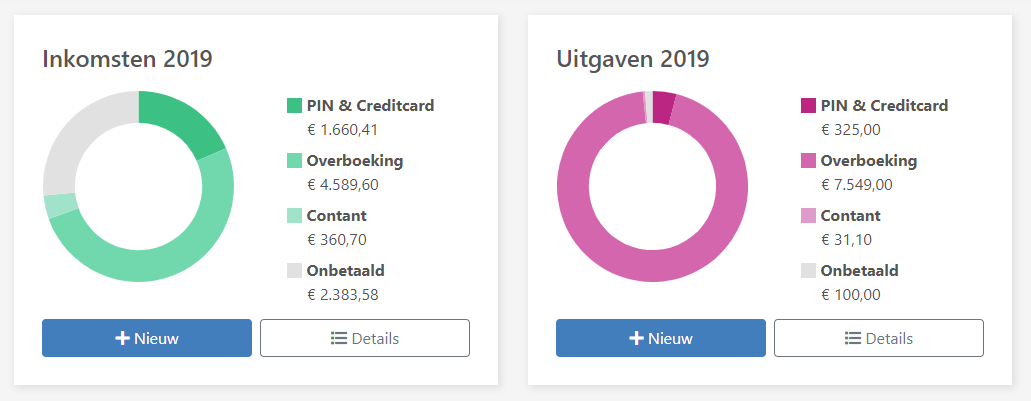 Inkomsten 2019
PIN & Creditcard
€ 1.660,41
Overboeking
€ 4.589,60
Contant
€ 360,70
Onbetaald
€ 2.383,58
Nieuw
Details
Uitgaven 2019
PIN & Creditcard
€ 325,00
Overboeking
€ 7.549,00
Contant
€ 31,10
Onbetaald
€ 100,00
Nieuw
Details